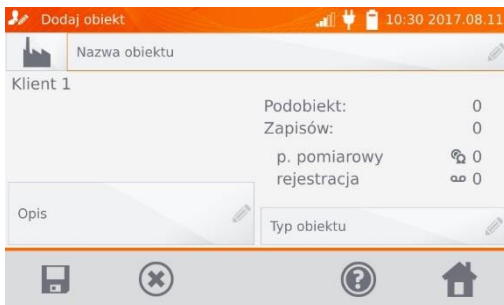 Dodaj obiekt 10:30 2017.08.11
Nazwa obiektu
Klient 1
Podobiekt: 0
Zapisów: 0
p. pomiarowy 0
rejestracja 0
Opis
Typ obiektu